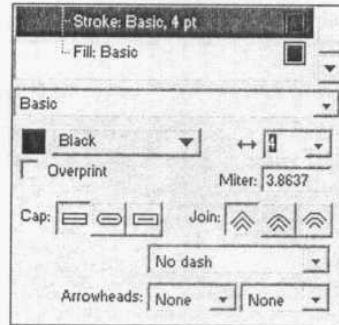 Stroke: Basic, 4 pt
Fill: Basic
Basic
Black
4
Overprint
Miter: 3.8637
Cap:
Join:
No dash
Arrowheads: None None